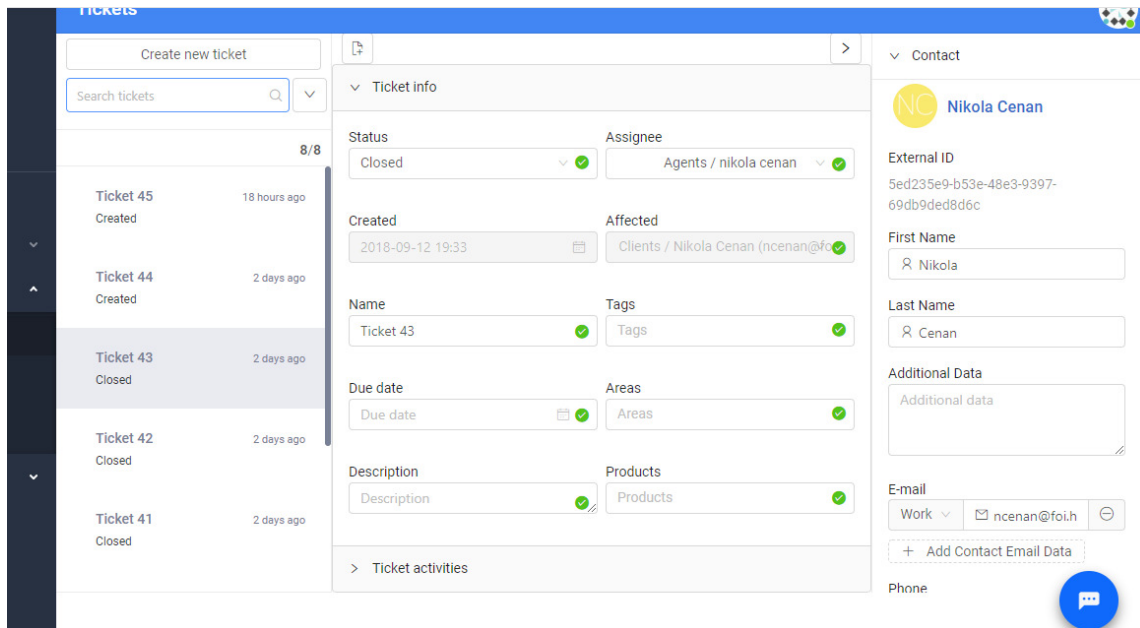 Tickets
Create new ticket
Search tickets
8/8
Ticket 45
18 hours ago
Created
Ticket 44
2 days ago
Created
Ticket 43
2 days ago
Closed
Ticket 42
2 days ago
Closed
Ticket 41
2 days ago
Closed
Ticket info
Status
Assignee
Closed
Agents / nikola cenan
Created
Affected
2018-09-12 19:33
Clients / Nikola Cenan (ncenan@fo
Name
Tags
Ticket 43
Tags
Due date
Areas
Due date
Areas
Description
Products
Description
Products
Ticket activities
Contact
NC
Nikola Cenan
External ID
5ed235e9-b53e-48e3-9397-
69db9ded8d6c
First Name
Nikola
Last Name
Cenan
Additional Data
Additional data
E-mail
Work
ncenan@foi.h
+ Add Contact Email Data
Phone